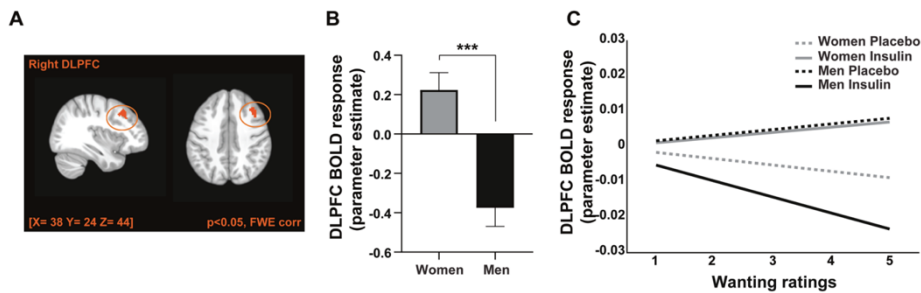 A
Right DLPFC
[X= 38 Y= 24 Z= 44]
p<0.05, FWE corr
B
DLPFC BOLD response
(parameter estimate)
0.4
0.2
0.0
-0.2
-0.4
-0.6
***
Women
Men
C
DLPFC BOLD response
(parameter estimate)
0.03
0.002
0.001
0
-0.01
-0.02
-0.03
Women Placebo
Women Insulin
Men Placebo
Men Insulin
1
2
3
4
5
Wanting ratings